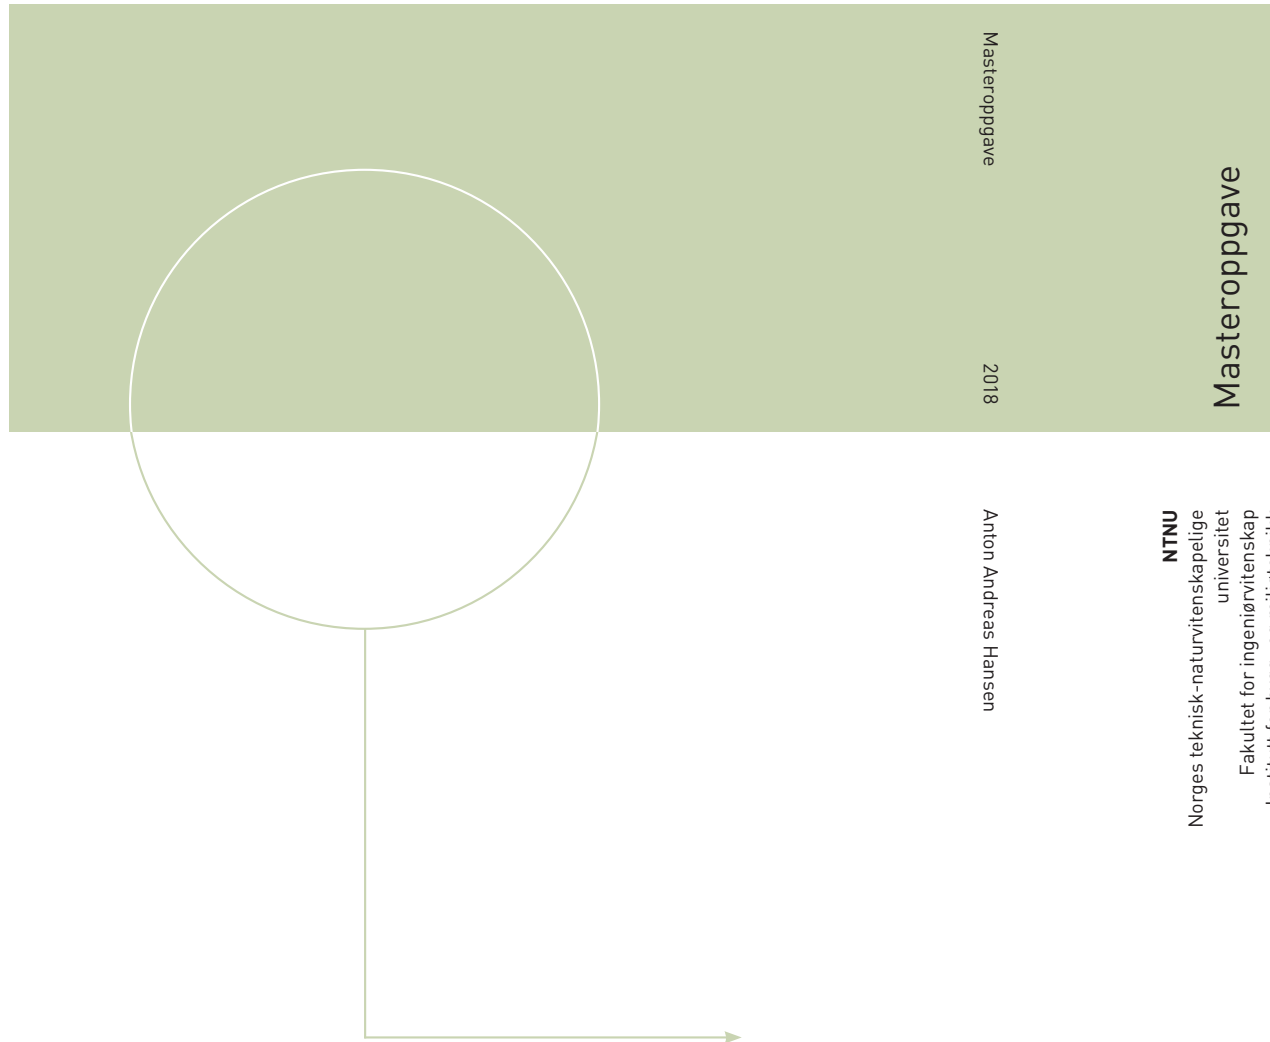 Masteroppgave
2018
Anton Andreas Hansen
Masteroppgave
NTNU
Norges teknisk-naturvitenskapelige
universitet
Fakultet for ingeniørvitenskap